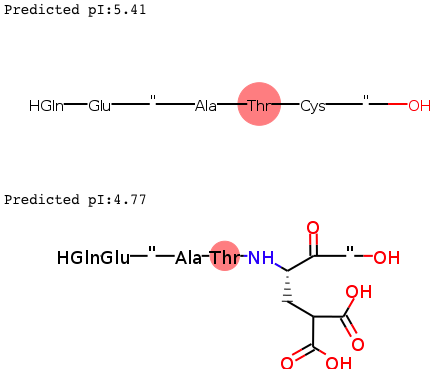 Predicted pI:5.41
HGln Glu " Ala Thr Cys " OH
Predicted pI:4.77
O
HGlnGlu " Ala Thr NH " OH
OH
O
O OH